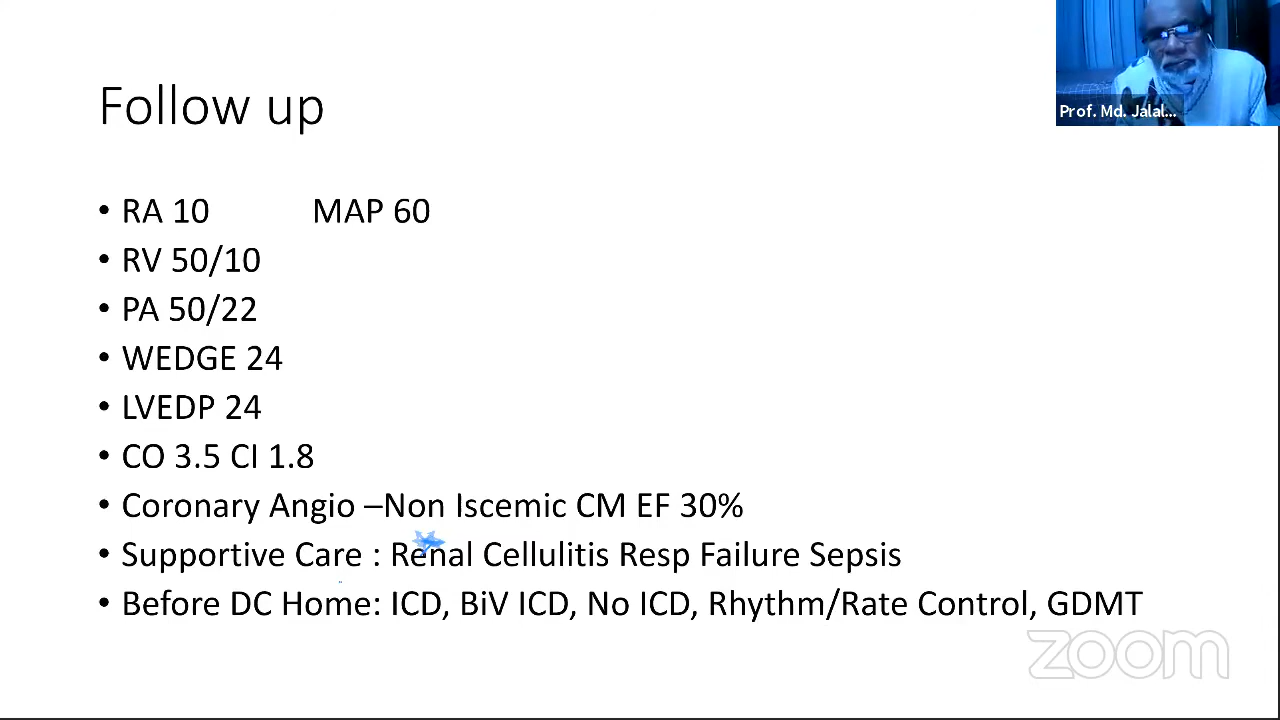 Prof. Md. Jalal...
Follow up
• RA 10 MAP 60
• RV 50/10
• PA 50/22
• WEDGE 24
• LVEDP 24
• CO 3.5 CI 1.8
• Coronary Angio –Non Iscemic CM EF 30%
• Supportive Care : Renal Cellulitis Resp Failure Sepsis
• Before DC Home: ICD, BiV ICD, No ICD, Rhythm/Rate Control, GDMT
zoom